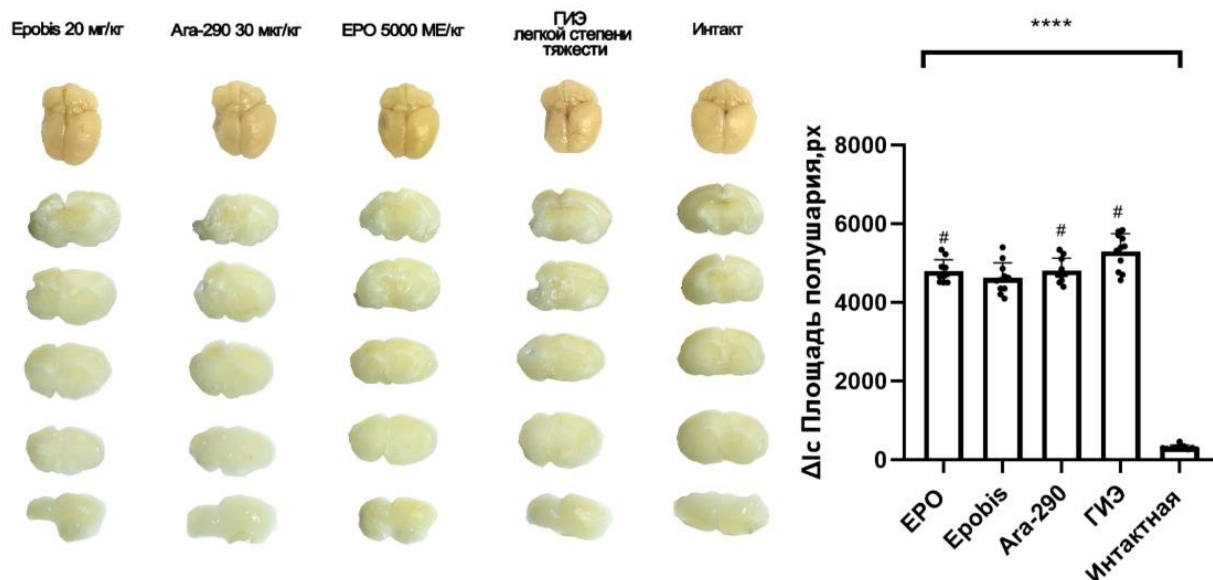 Epobis 20 мг/кг
Ara-290 30 мкг/кг
EPO 5000 МЕ/кг
ГИЭ
легкой степени
тяжести
Интакт
****
ΔIc Площадь полушария,px
8000
6000
4000
2000
0
#
#
#
EPO
Epobis
Ara-290
ГИЭ
Интактная